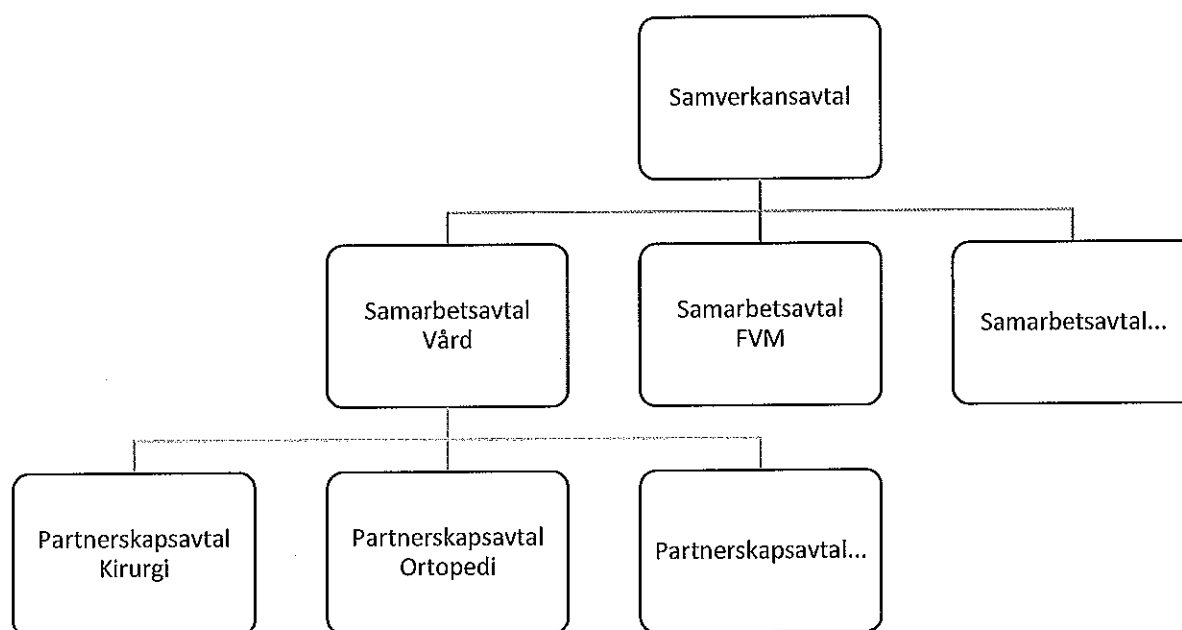 Samverkansavtal
Samarbetsavtal
Vård
Samarbetsavtal
FVM
Samarbetsavtal...
Partnerskapsavtal
Kirurgi
Partnerskapsavtal
Ortopedi
Partnerskapsavtal...